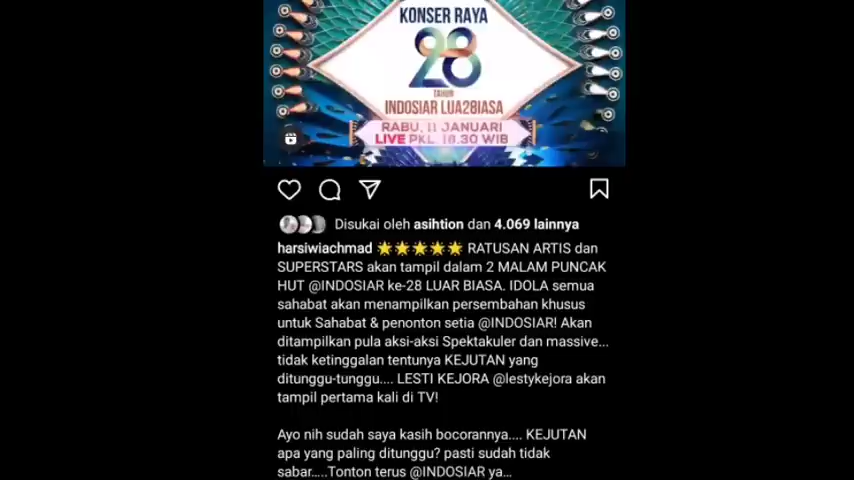 KONSER RAYA
28
TAHUN
INDOSIAR LUA28IASA
RABU, 11 JANUARI
LIVE PKL. 18.30 WIB
Disukai oleh asihtion dan 4.069 lainnya
harsiwiachmad 🌟🌟🌟🌟🌟 RATUSAN ARTIS dan
SUPERSTARS akan tampil dalam 2 MALAM PUNCAK
HUT @INDOSIAR ke-28 LUAR BIASA. IDOLA semua
sahabat akan menampilkan persembahan khusus
untuk Sahabat & penonton setia @INDOSIAR! Akan
ditampilkan pula aksi-aksi Spektakuler dan massive...
tidak ketinggalan tentunya KEJUTAN yang
ditunggu-tunggu.... LESTI KEJORA @lestykejora akan
tampil pertama kali di TV!
Ayo nih sudah saya kasih bocorannya.... KEJUTAN
apa yang paling ditunggu? pasti sudah tidak
sabar.....Tonton terus @INDOSIAR ya...